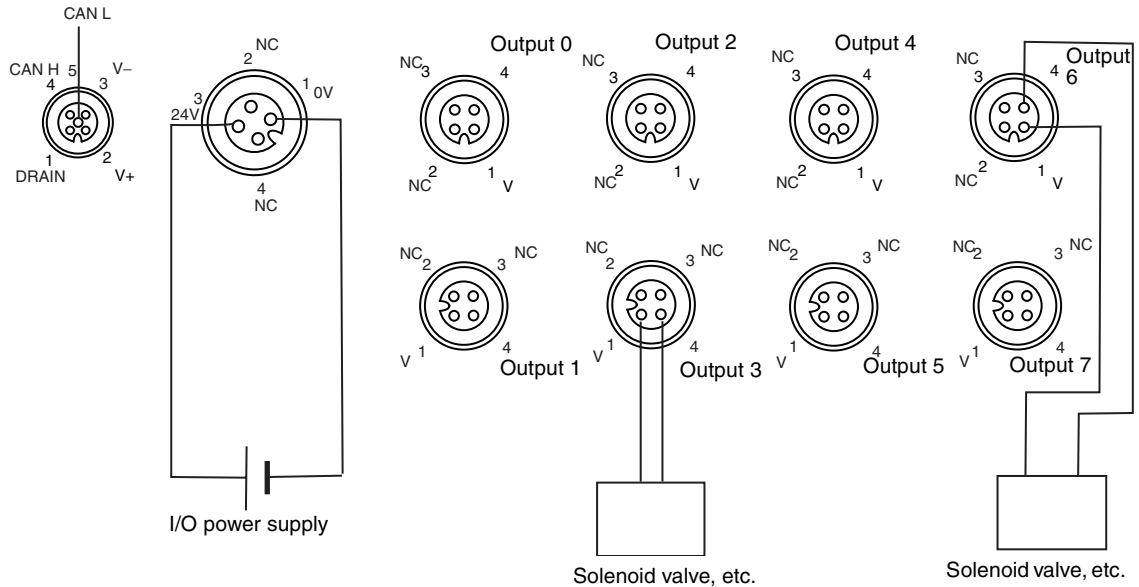 CAN L
CAN H
5
V–
4
3
1
2
DRAIN
V+
NC
2
3
1
0V
24V
4
NC
Output 0
NC
3
4
NC
2
1
V
Output 2
NC
3
4
NC
2
1
V
Output 4
NC
3
4
NC
2
1
V
Output
6
NC
3
4
NC
2
1
V
NC
2
3
NC
V
1
4
Output 1
NC
2
3
NC
V
1
4
Output 3
NC
2
3
NC
V
1
4
Output 5
NC
2
3
NC
V
1
4
Output 7
I/O power supply
Solenoid valve, etc.
Solenoid valve, etc.